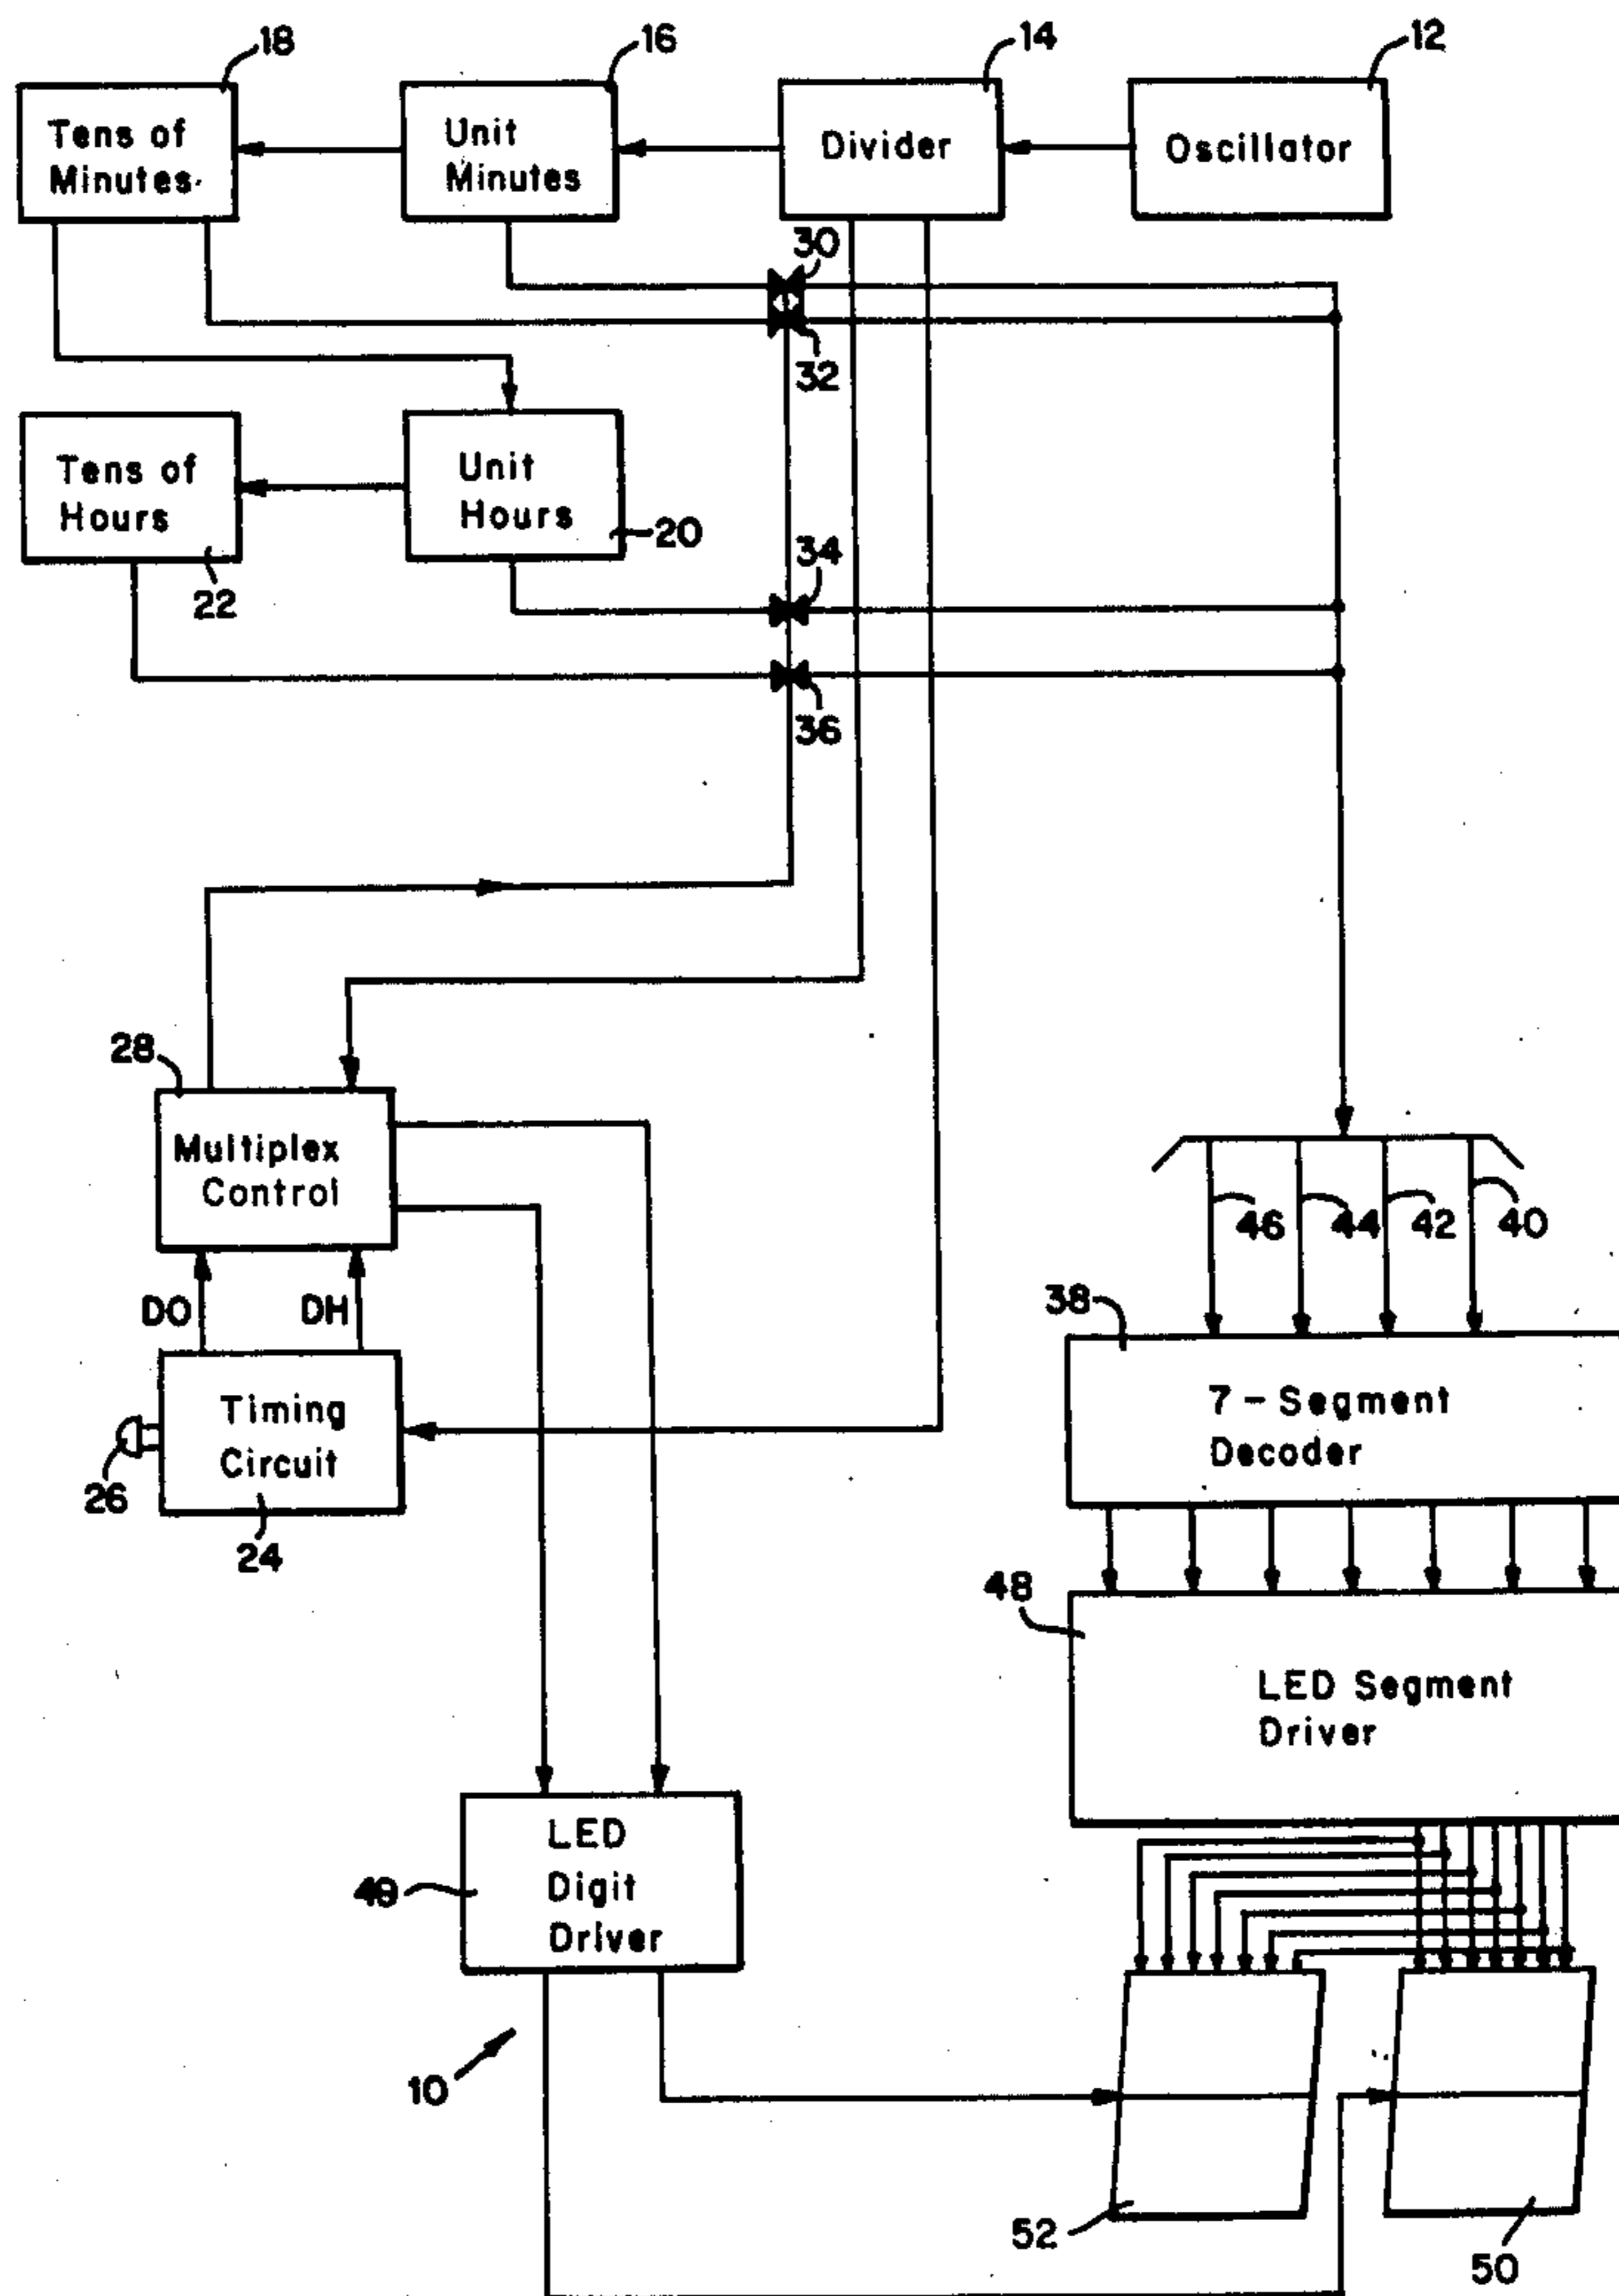 18
16
14
12
Tens of
Minutes
Unit
Minutes
Divider
Oscillator
30
32
Tens of
Hours
22
Unit
Hours
20
34
36
28
Multiplex
Control
DO
DH
Timing
Circuit
26
24
46
44
42
40
38
7-Segment
Decoder
48
LED Segment
Driver
LED
Digit
Driver
49
10
52
50